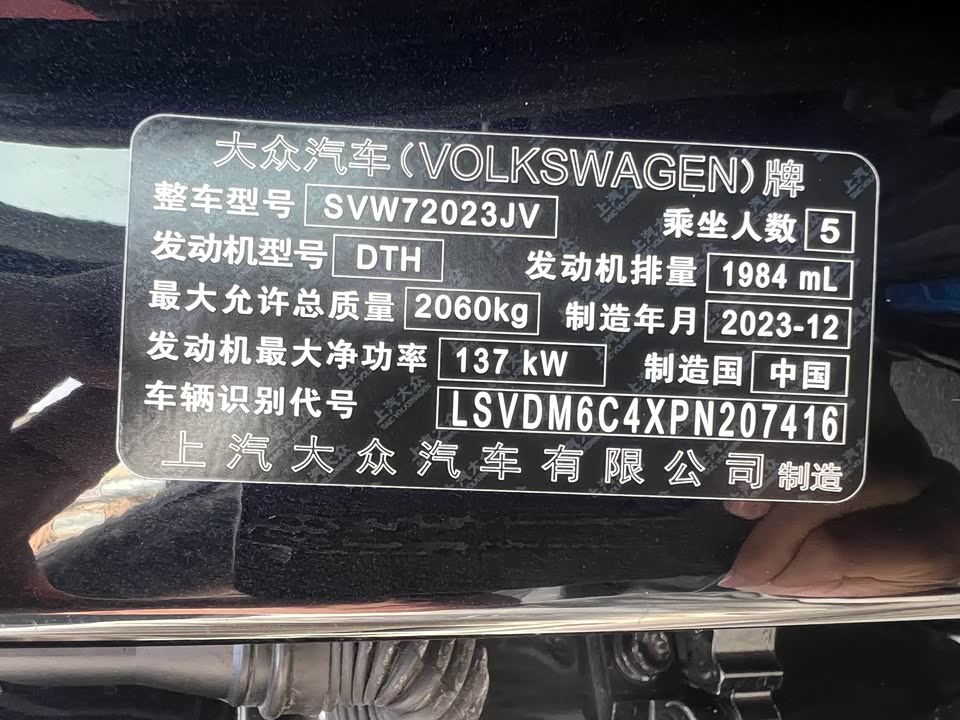 大众汽车(VOLKSWAGEN)牌
整车型号 SVW72023JV 乘坐人数 5
发动机型号 DTH 发动机排量 1984 mL
最大允许总质量 2060kg 制造年月 2023-12
发动机最大净功率 137 kW 制造国 中国
车辆识别代号 LSVDM6C4XPN207416
上汽大众汽车有限公司 制造